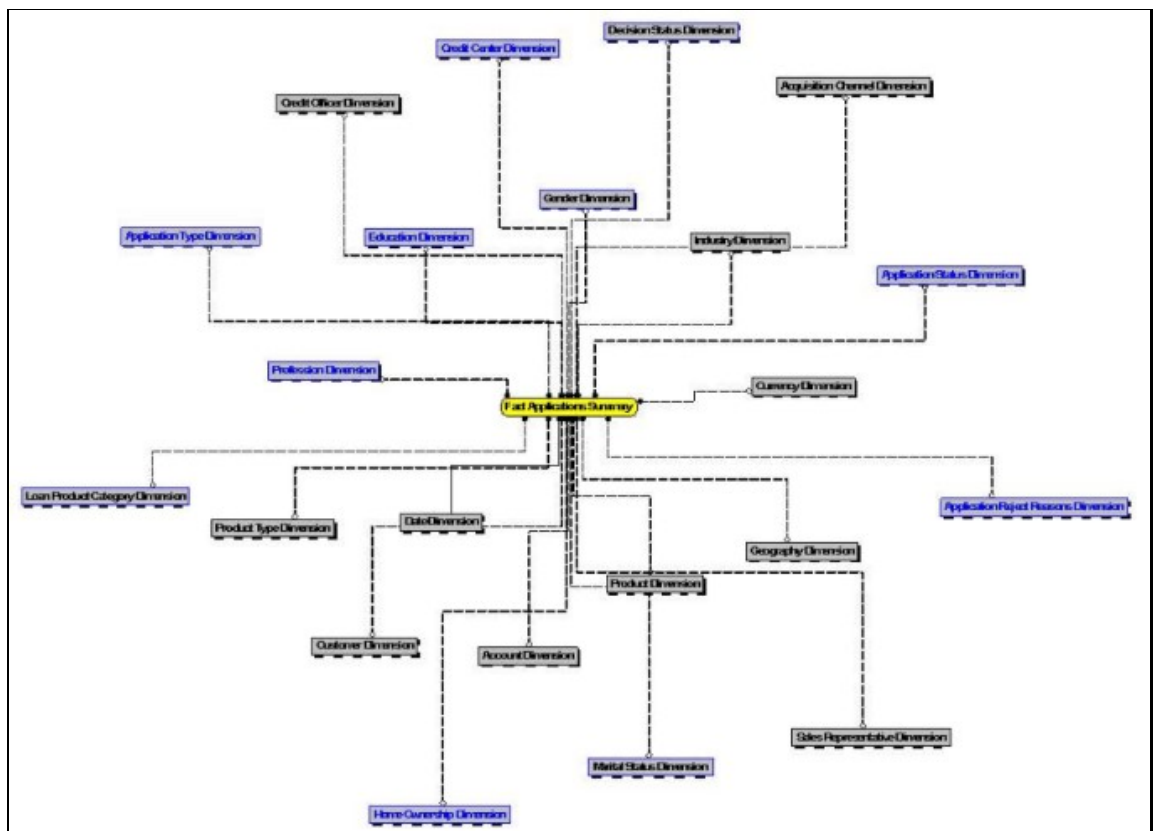 Decision Status Dimension
Credit Center Dimension
Acquisition Channel Dimension
Credit Officer Dimension
Gender Dimension
Application Type Dimension
Education Dimension
Industry Dimension
Application Status Dimension
Profession Dimension
Currency Dimension
Fact Applications Summary
Loan Product Category Dimension
Application Reject Reasons Dimension
Product Type Dimension
Date Dimension
Geography Dimension
Product Dimension
Customer Dimension
Account Dimension
Sales Representative Dimension
Marital Status Dimension
Home Ownership Dimension